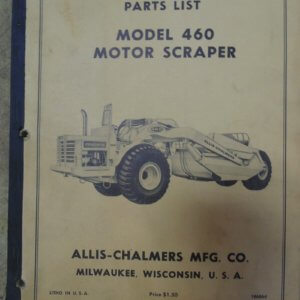 PARTS LIST
MODEL 460
MOTOR SCRAPER
ALLIS-CHALMERS MFG. CO.
MILWAUKEE, WISCONSIN, U. S. A.
LITHO IN U. S. A.
Price $1.50